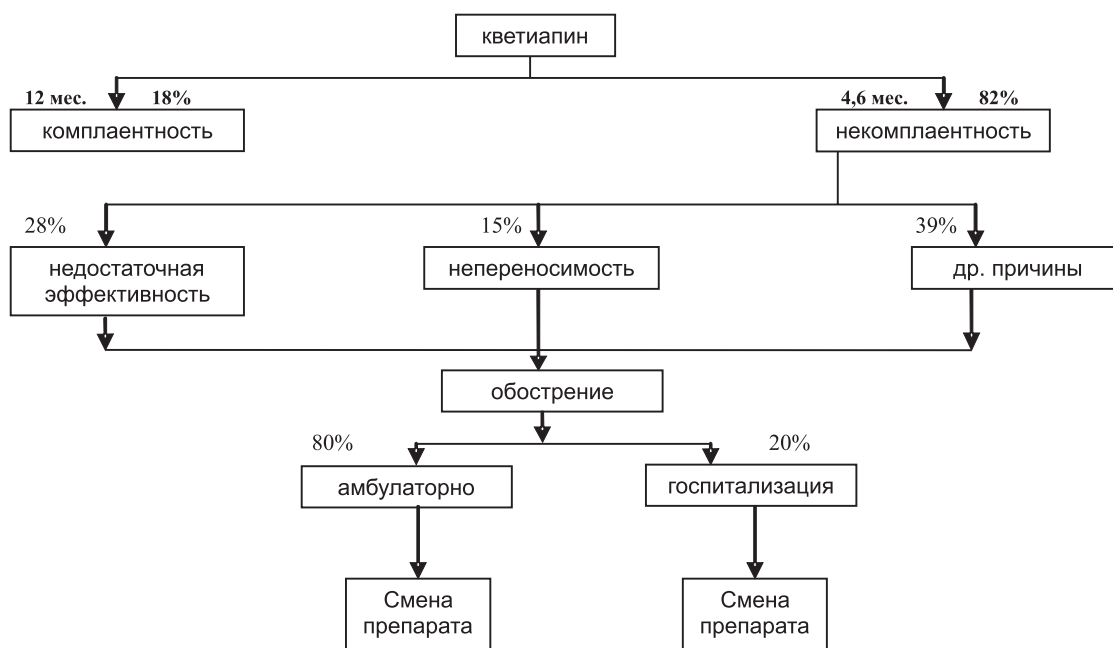 кветиапин
12 мес. 18%
4,6 мес. 82%
комплаентность
некомплаентность
28%
15%
39%
недостаточная
эффективность
непереносимость
др. причины
обострение
80%
20%
амбулаторно
госпитализация
Смена
препарата
Смена
препарата